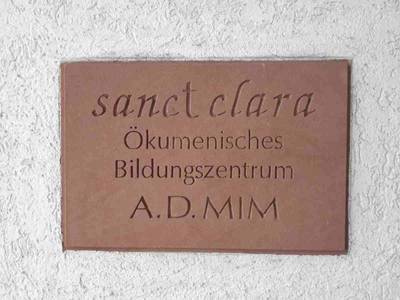 sanct clara
Ökumenisches
Bildungszentrum
A.D.MIM